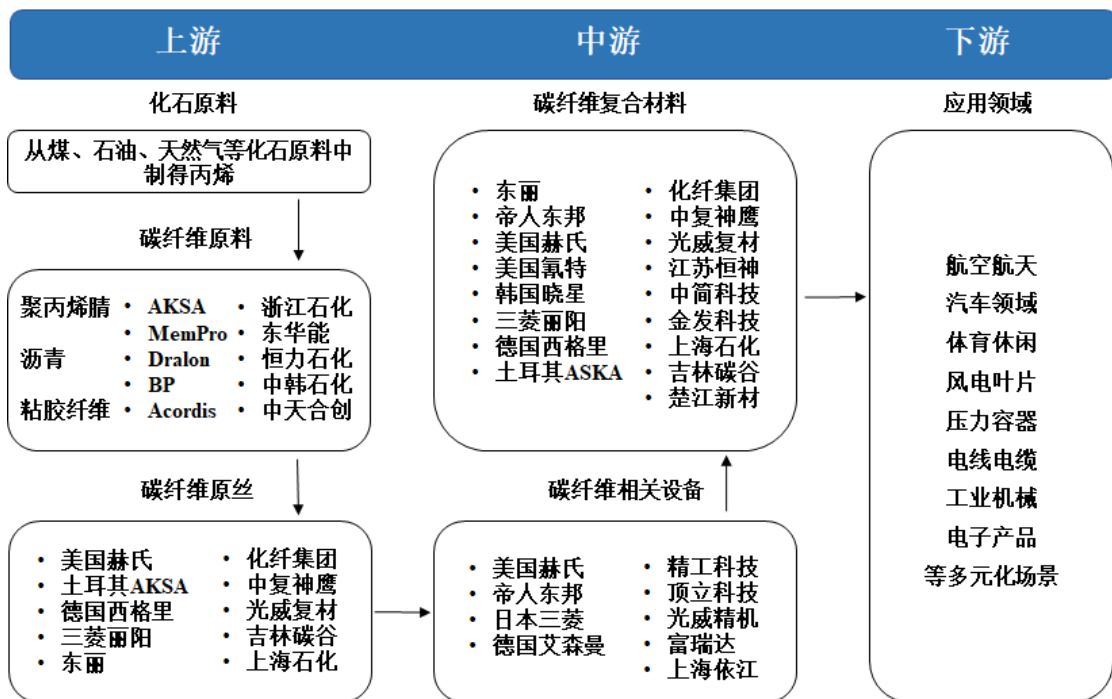 上游
中游
下游
化石原料
从煤、石油、天然气等化石原料中
制得丙烯
碳纤维原料
聚丙烯腈
沥青
粘胶纤维
• AKSA
• MemPro
• Dralon
• BP
• Acordis
• 浙江石化
• 东华能
• 恒力石化
• 中韩石化
• 中天合创
碳纤维原丝
• 美国赫氏
• 土耳其AKSA
• 德国西格里
• 三菱丽阳
• 东丽
• 化纤集团
• 中复神鹰
• 光威复材
• 吉林碳谷
• 上海石化
碳纤维复合材料
• 东丽
• 帝人东邦
• 美国赫氏
• 美国氰特
• 韩国晓星
• 三菱丽阳
• 德国西格里
• 土耳其ASKA
• 化纤集团
• 中复神鹰
• 光威复材
• 江苏恒神
• 中简科技
• 金发科技
• 上海石化
• 吉林碳谷
• 楚江新材
碳纤维相关设备
• 美国赫氏
• 帝人东邦
• 日本三菱
• 德国艾森曼
• 精工科技
• 顶立科技
• 光威精机
• 富瑞达
• 上海依江
应用领域
航空航天
汽车领域
体育休闲
风电叶片
压力容器
电线电缆
工业机械
电子产品
等多元化场景